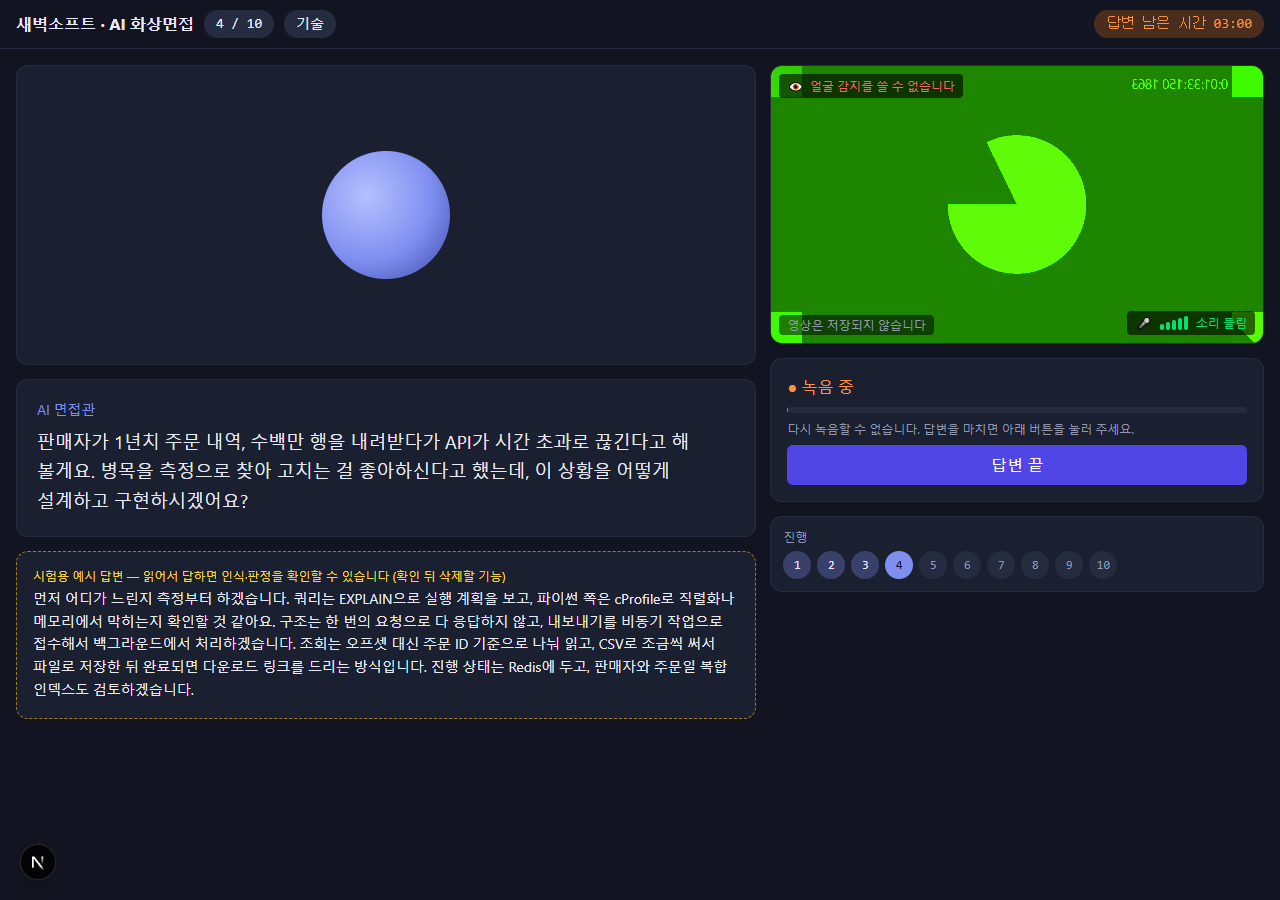 새벽소프트 · AI 화상면접
4 / 10
기술
답변 남은 시간 03:00
얼굴 감지를 쓸 수 없습니다
0:01:33:150 1863
영상은 저장되지 않습니다
소리 들림
AI 면접관
판매자가 1년치 주문 내역, 수백만 행을 내려받다가 API가 시간 초과로 끊긴다고 해
볼게요. 병목을 측정으로 찾아 고치는 걸 좋아하신다고 했는데, 이 상황을 어떻게
설계하고 구현하시겠어요?
● 녹음 중
다시 녹음할 수 없습니다. 답변을 마치면 아래 버튼을 눌러 주세요.
답변 끝
진행
1 2 3 4 5 6 7 8 9 10
시험용 예시 답변 — 읽어서 답하면 인식·판정을 확인할 수 있습니다 (확인 뒤 삭제할 기능)
먼저 어디가 느린지 측정부터 하겠습니다. 쿼리는 EXPLAIN으로 실행 계획을 보고, 파이썬 쪽은 cProfile로 직렬화나
메모리에서 막히는지 확인할 것 같아요. 구조는 한 번의 요청으로 다 응답하지 않고, 내보내기를 비동기 작업으로
접수해서 백그라운드에서 처리하겠습니다. 조회는 오프셋 대신 주문 ID 기준으로 나눠 읽고, CSV로 조금씩 써서
파일로 저장한 뒤 완료되면 다운로드 링크를 드리는 방식입니다. 진행 상태는 Redis에 두고, 판매자와 주문일 복합
인덱스도 검토하겠습니다.
N